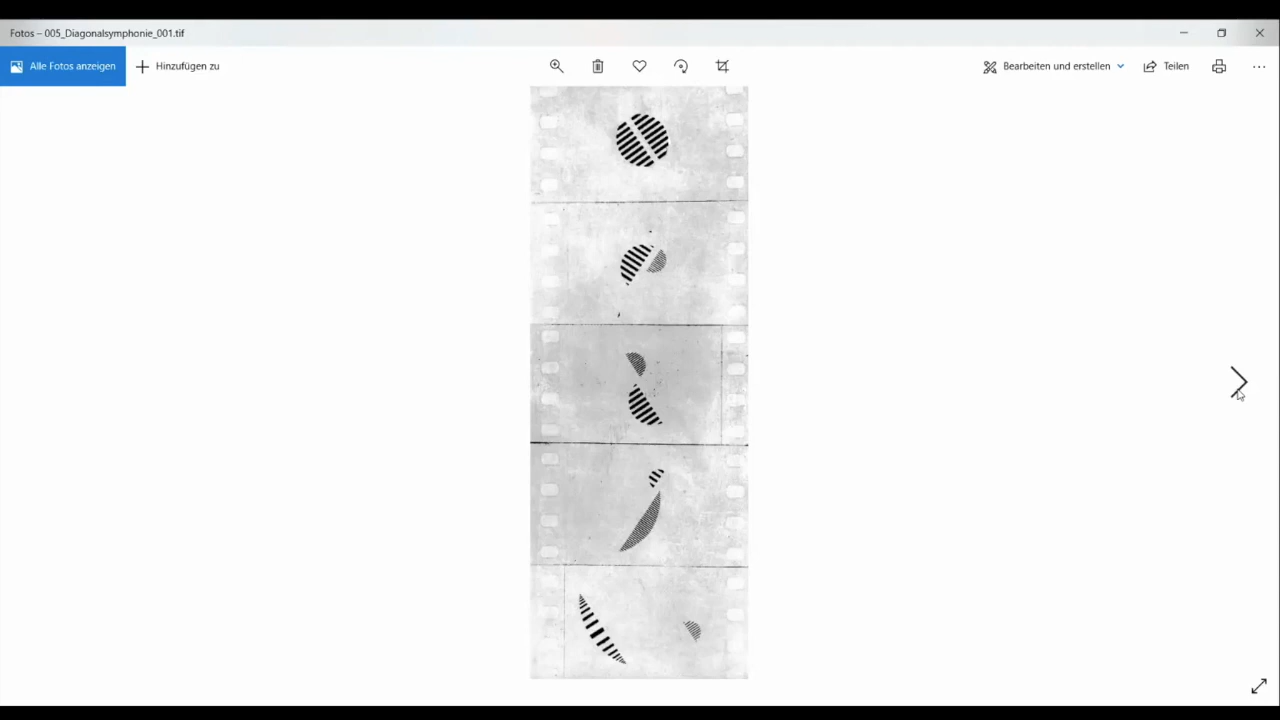 Fotos – 005_Diagonalsymphonie_001.tif
Alle Fotos anzeigen
Hinzufügen zu
Bearbeiten und erstellen
Teilen